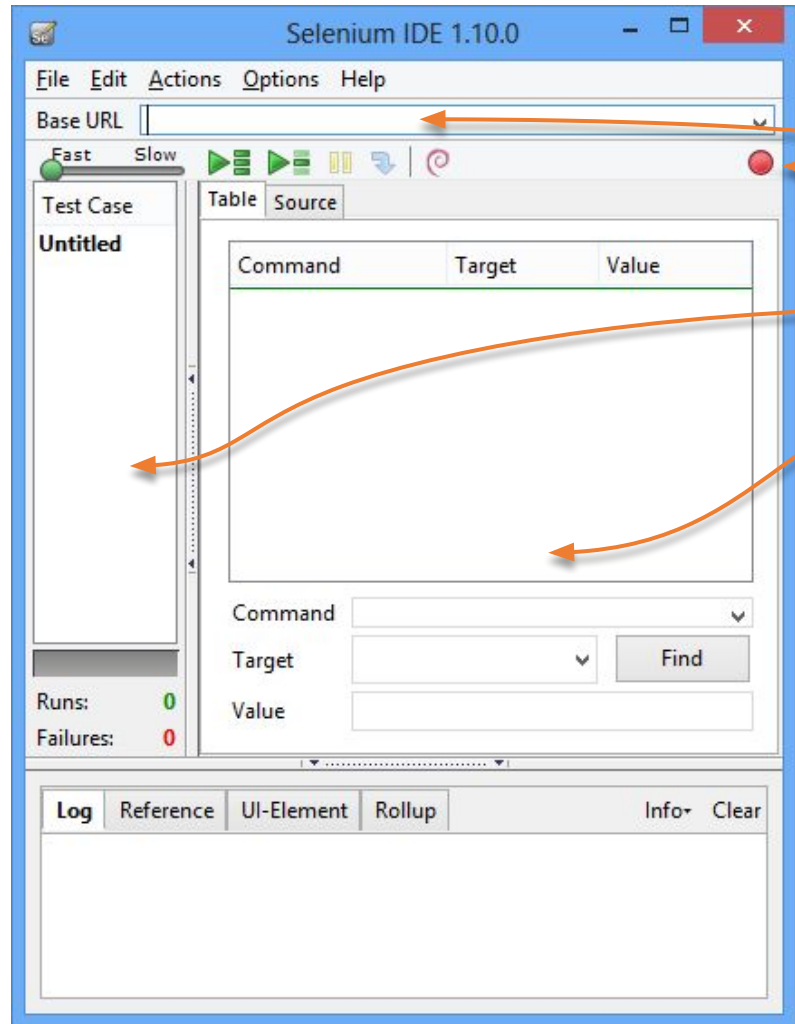 Se
Selenium IDE 1.10.0
File Edit Actions Options Help
Base URL
Fast Slow
Test Case
Table Source
Untitled
Command Target Value
Command
Target Find
Runs: 0
Value
Failures: 0
Log Reference UI-Element Rollup Info Clear